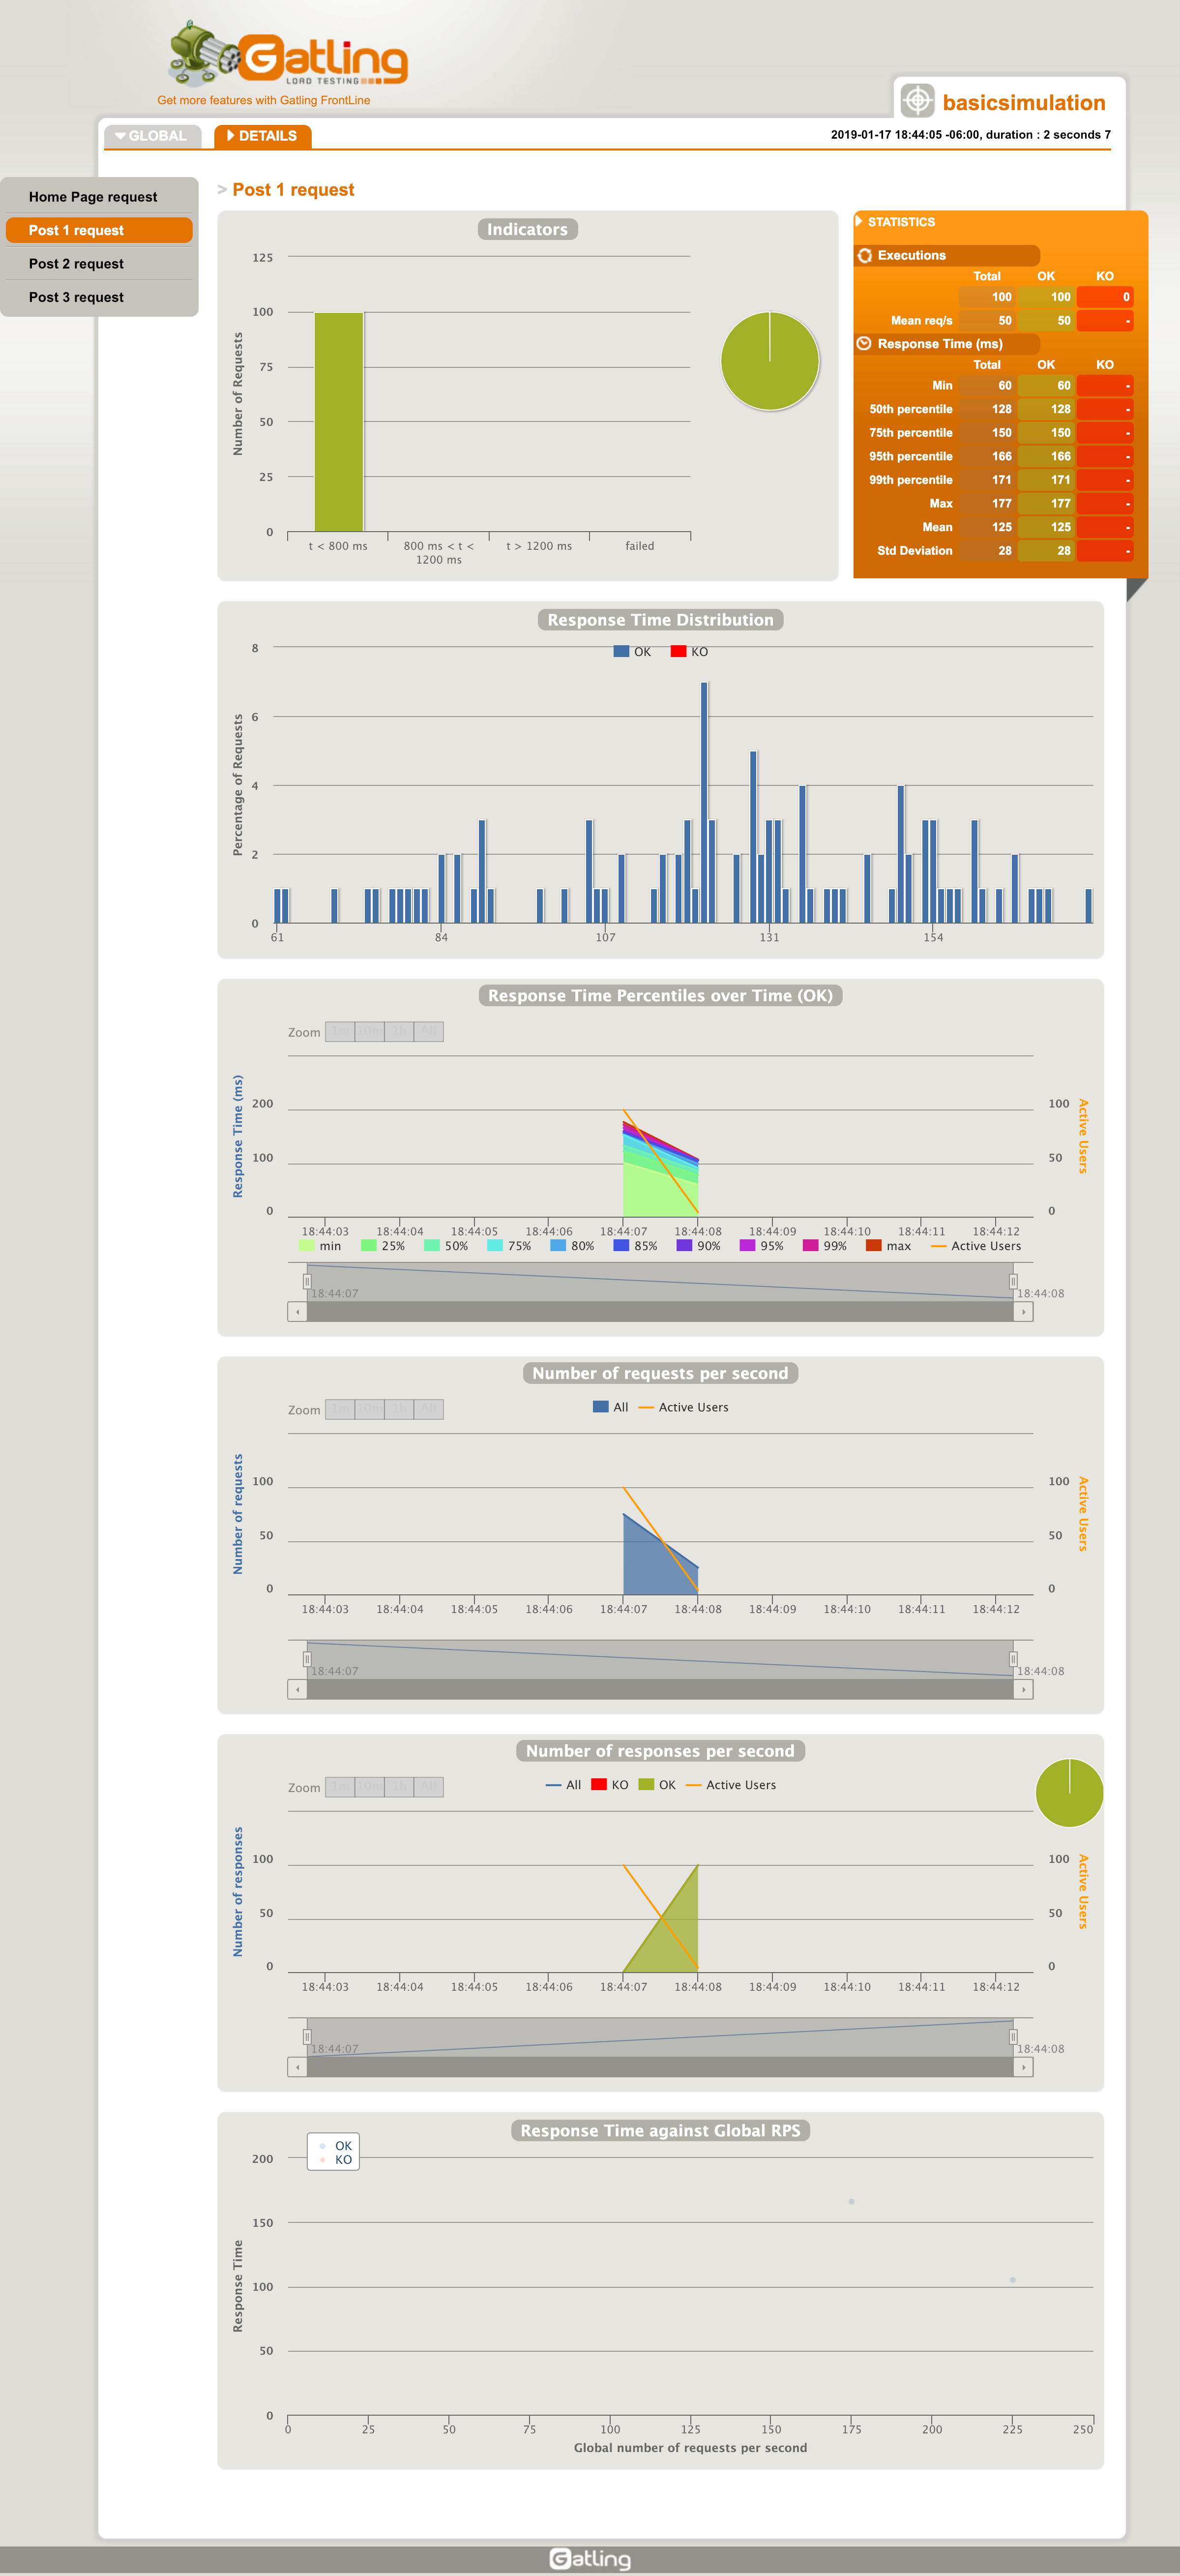 Gatling
LOAD TESTING
Get more features with Gatling FrontLine
basicsimulation
GLOBAL
DETAILS
2019-01-17 18:44:05 -06:00, duration : 2 seconds 7
Home Page request
Post 1 request
Post 2 request
Post 3 request
> Post 1 request
Indicators
Number of Requests
125
100
75
50
25
0
t < 800 ms
800 ms < t <
1200 ms
t > 1200 ms
failed
STATISTICS
Executions
Total OK KO
100 100 0
Mean req/s 50 50 -
Response Time (ms)
Total OK KO
Min 60 60 -
50th percentile 128 128 -
75th percentile 150 150 -
95th percentile 166 166 -
99th percentile 171 171 -
Max 177 177 -
Mean 125 125 -
Std Deviation 28 28 -
Response Time Distribution
OK KO
Percentage of Requests
8
6
4
2
0
61 84 107 131 154
Response Time Percentiles over Time (OK)
Zoom 1m 10m 1h All
Response Time (ms)
200
100
0
100
50
0
Active Users
18:44:03 18:44:04 18:44:05 18:44:06 18:44:07 18:44:08 18:44:09 18:44:10 18:44:11 18:44:12
min 25% 50% 75% 80% 85% 90% 95% 99% max Active Users
18:44:07 18:44:08
Number of requests per second
Zoom 1m 10m 1h All
All Active Users
Number of requests
100
50
0
100
50
0
Active Users
18:44:03 18:44:04 18:44:05 18:44:06 18:44:07 18:44:08 18:44:09 18:44:10 18:44:11 18:44:12
18:44:07 18:44:08
Number of responses per second
Zoom 1m 10m 1h All
All KO OK Active Users
Number of responses
100
50
0
100
50
0
Active Users
18:44:03 18:44:04 18:44:05 18:44:06 18:44:07 18:44:08 18:44:09 18:44:10 18:44:11 18:44:12
18:44:07 18:44:08
Response Time against Global RPS
OK
KO
Response Time
200
150
100
50
0
0 25 50 75 100 125 150 175 200 225 250
Global number of requests per second
Gatling